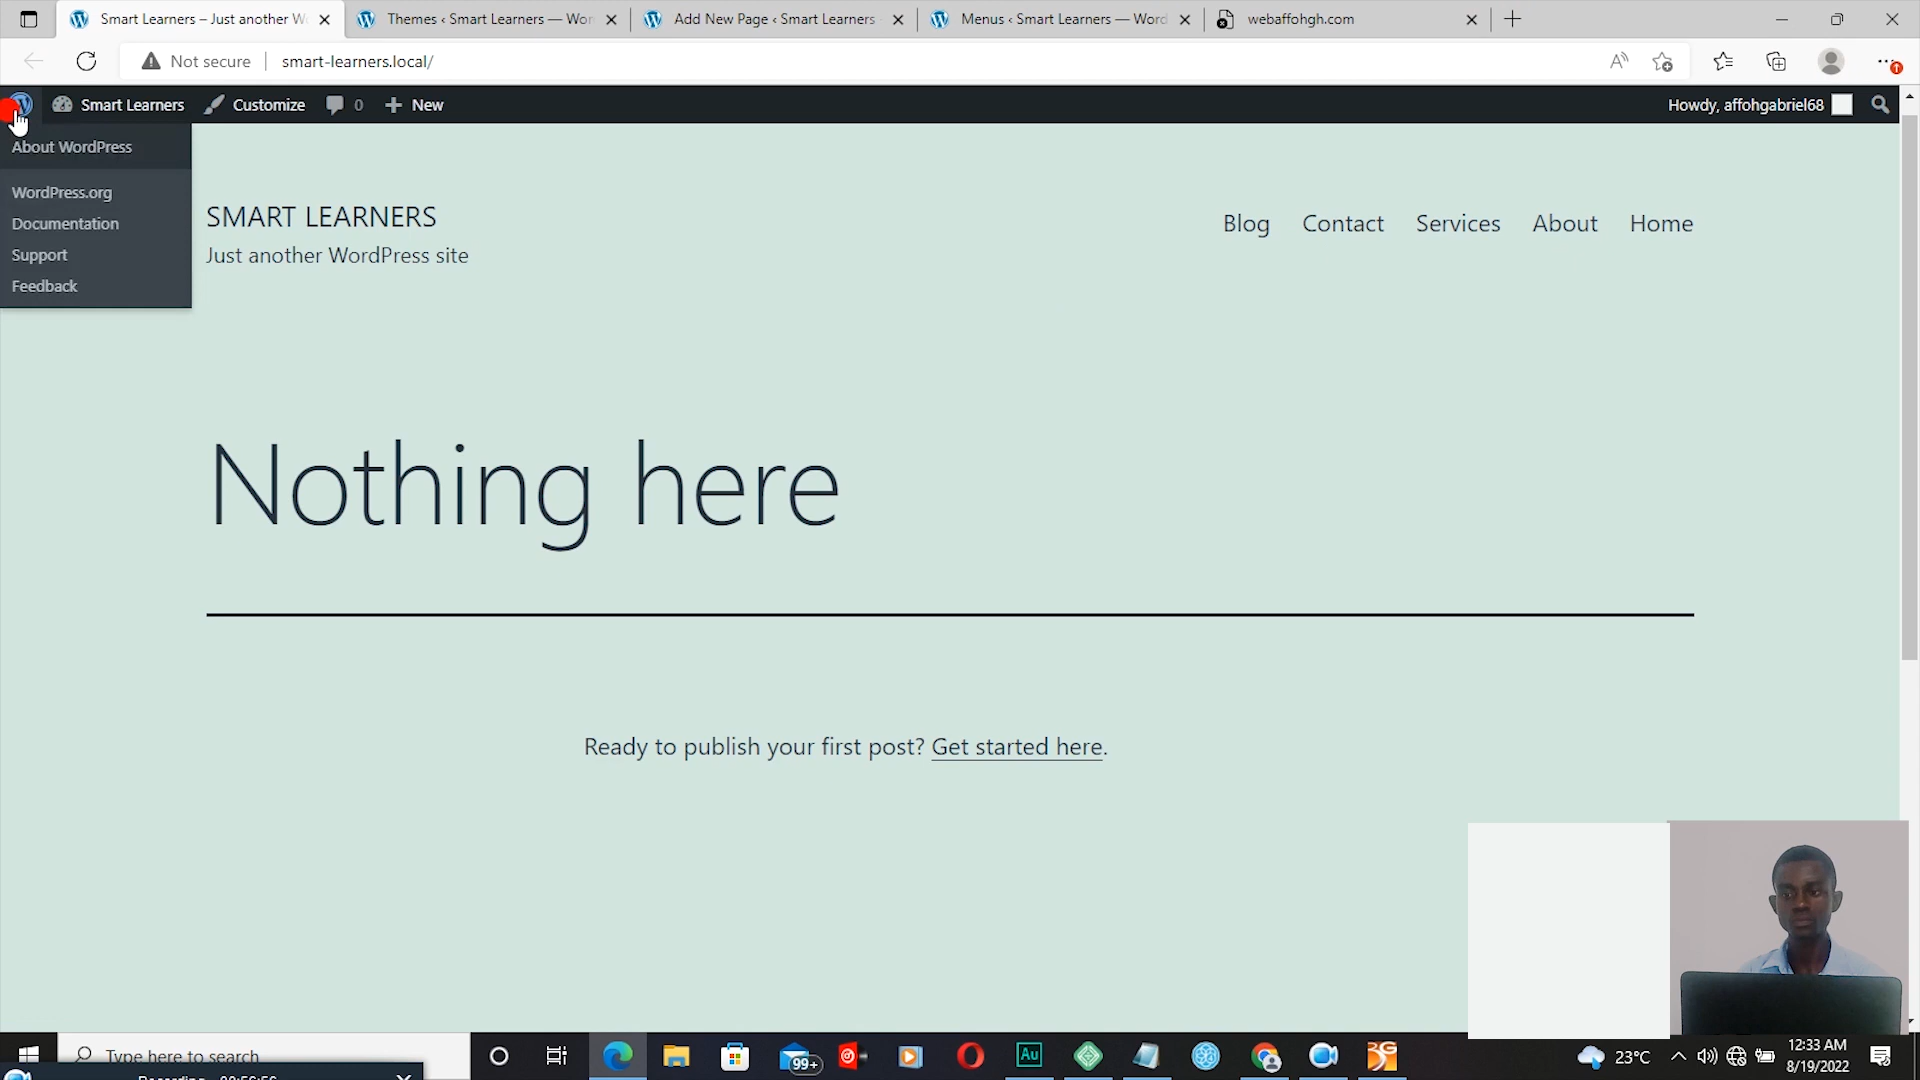 Smart Learners – Just another W
Themes ‹ Smart Learners — Wor
Add New Page ‹ Smart Learners
Menus ‹ Smart Learners — Word
webaffohgh.com
Not secure
smart-learners.local/
Smart Learners
Customize
0
New
Howdy, affohgabriel68
About WordPress
WordPress.org
Documentation
Support
Feedback
SMART LEARNERS
Just another WordPress site
Blog Contact Services About Home
Nothing here
Ready to publish your first post? Get started here.
Type here to search
99+
Au
23°C
12:33 AM
8/19/2022